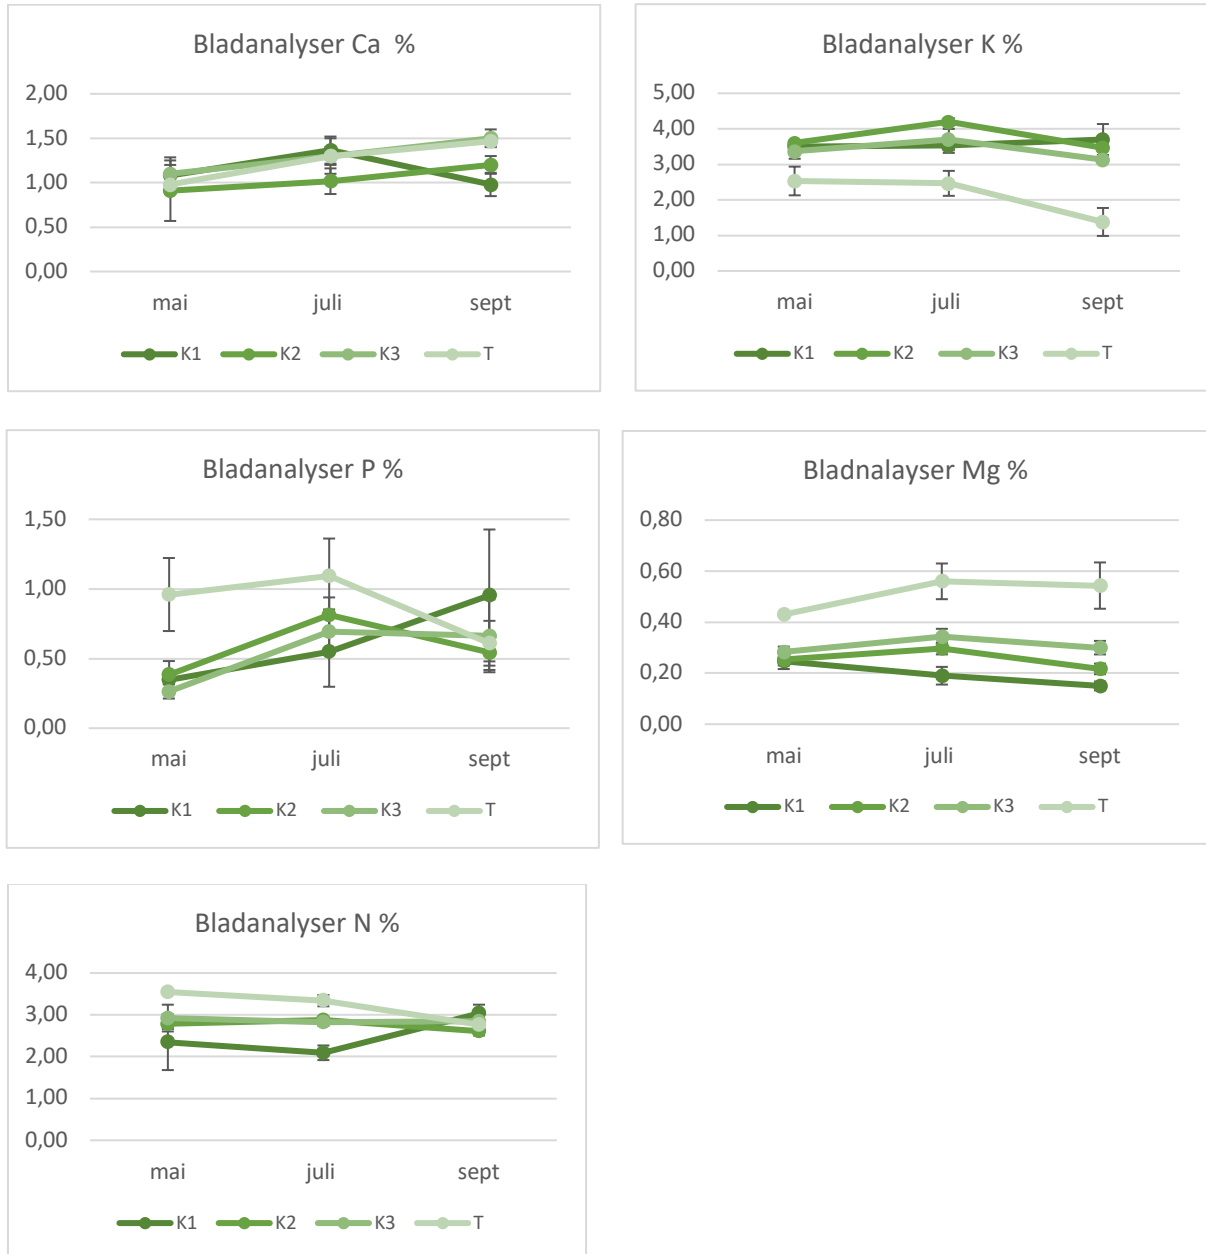 Bladanalyser Ca %
2,00
1,50
1,00
0,50
0,00
mai juli sept
K1 K2 K3 T
Bladanalyser K %
5,00
4,00
3,00
2,00
1,00
0,00
mai juli sept
K1 K2 K3 T
Bladanalyser P %
1,50
1,00
0,50
0,00
mai juli sept
K1 K2 K3 T
Bladnalayser Mg %
0,80
0,60
0,40
0,20
0,00
mai juli sept
K1 K2 K3 T
Bladanalyser N %
4,00
3,00
2,00
1,00
0,00
mai juli sept
K1 K2 K3 T